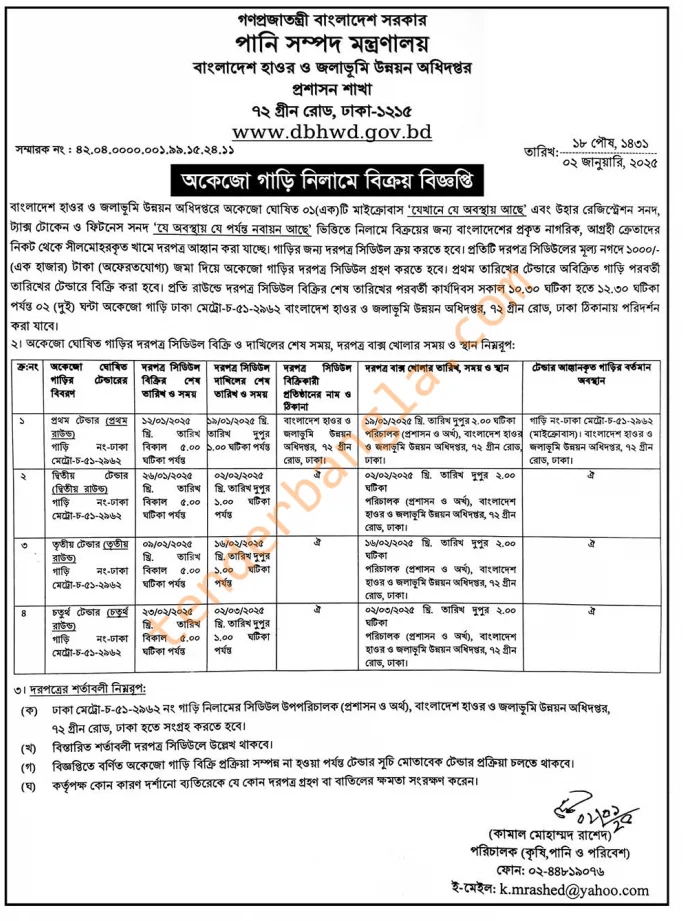 গণপ্রজাতন্ত্রী বাংলাদেশ সরকার
পানি সম্পদ মন্ত্রণালয়
বাংলাদেশ হাওর ও জলাভূমি উন্নয়ন অধিদপ্তর
প্রশাসন শাখা
৭২ গ্রীন রোড, ঢাকা-১২১৫
www.dbhwd.gov.bd
সম্মারক নং : ৪২.০৪.০০০০.০০১.৯৯.১৫.২৪.১১
তারিখ:
১৮ পৌষ, ১৪৩১
০২ জানুয়ারি, ২০২৫
অকেজো গাড়ি নিলামে বিক্রয় বিজ্ঞপ্তি
বাংলাদেশ হাওর ও জলাভূমি উন্নয়ন অধিদপ্তরে অকেজো ঘোষিত ০১(এক)টি মাইক্রোবাস 'যেখানে যে অবস্থায় আছে' এবং উহার রেজিস্ট্রেশন সনদ,
ট্যাক্স টোকেন ও ফিটনেস সনদ 'যে অবস্থায় যে পর্যন্ত নবায়ন আছে' ভিত্তিতে নিলামে বিক্রয়ের জন্য বাংলাদেশের প্রকৃত নাগরিক, আগ্রহী ক্রেতাদের
নিকট থেকে সীলমোহরকৃত খামে দরপত্র আহ্বান করা যাচ্ছে। গাড়ির জন্য দরপত্র সিডিউল ক্রয় করতে হবে। প্রতিটি দরপত্র সিডিউলের মূল্য নগদে ১০০০/-
(এক হাজার) টাকা (অফেরতযোগ্য) জমা দিয়ে অকেজো গাড়ির দরপত্র সিডিউল গ্রহণ করতে হবে। প্রথম তারিখের টেন্ডারে অবিক্রিত গাড়ি পরবর্তী
তারিখের টেন্ডারে বিক্রি করা হবে। প্রতি রাউন্ডে দরপত্র সিডিউল বিক্রির শেষ তারিখের পরবর্তী কার্যদিবস সকাল ১০.৩০ ঘটিকা হতে ১২.৩০ ঘটিকা
পর্যন্ত ০২ (দুই) ঘন্টা অকেজো গাড়ি ঢাকা মেট্রো-চ-৫১-২৯৬২ বাংলাদেশ হাওর ও জলাভূমি উন্নয়ন অধিদপ্তর, ৭২ গ্রীন রোড, ঢাকা ঠিকানায় পরিদর্শন
করা যাবে।
২। অকেজো ঘোষিত গাড়ির দরপত্র সিডিউল বিক্রি ও দাখিলের শেষ সময়, দরপত্র বাক্স খোলার সময় ও স্থান নিম্নরূপ:
ক্র:নং
অকেজো ঘোষিত
গাড়ির টেন্ডারের
বিবরণ
দরপত্র সিডিউল
বিক্রির শেষ
তারিখ ও সময়
দরপত্র সিডিউল
দাখিলের শেষ
তারিখ ও সময়
দরপত্র সিডিউল
বিক্রিকারী
প্রতিষ্ঠানের নাম ও
ঠিকানা
দরপত্র বাক্স খোলার তারিখ, সময় ও স্থান
টেন্ডার আহ্বানকৃত গাড়ির বর্তমান
অবস্থান
১
প্রথম টেন্ডার (প্রথম
রাউন্ড)
গাড়ি নং-ঢাকা
মেট্রো-চ-৫১-২৯৬২
১২/০১/২০২৫
খ্রি. তারিখ
বিকাল ৫.০০
ঘটিকা পর্যন্ত
১৯/০১/২০২৫ খ্রি.
তারিখ দুপুর
১.০০ ঘটিকা পর্যন্ত
বাংলাদেশ হাওর ও
জলাভূমি উন্নয়ন
অধিদপ্তর, ৭২ গ্রীন
রোড, ঢাকা।
১৯/০১/২০২৫ খ্রি. তারিখ দুপুর ২.০০ ঘটিকা
পরিচালক (প্রশাসন ও অর্থ), বাংলাদেশ হাওর
ও জলাভূমি উন্নয়ন অধিদপ্তর, ৭২ গ্রীন রোড,
ঢাকা।
গাড়ি নং-ঢাকা মেট্রো-চ-৫১-২৯৬২
(মাইক্রোবাস)। বাংলাদেশ হাওর ও
জলাভূমি উন্নয়ন অধিদপ্তর, ৭২ গ্রীন
রোড, ঢাকা।
২
দ্বিতীয় টেন্ডার
(দ্বিতীয় রাউন্ড)
গাড়ি নং-ঢাকা
মেট্রো-চ-৫১-২৯৬২
২৬/০১/২০২৫
খ্রি. তারিখ
বিকাল ৫.০০
ঘটিকা পর্যন্ত
০২/০২/২০২৫
খ্রি. তারিখ দুপুর
১.০০ ঘটিকা
পর্যন্ত
ঐ
০২/০২/২০২৫ খ্রি. তারিখ দুপুর ২.০০
ঘটিকা
পরিচালক (প্রশাসন ও অর্থ), বাংলাদেশ
হাওর ও জলাভূমি উন্নয়ন অধিদপ্তর, ৭২ গ্রীন
রোড, ঢাকা।
ঐ
৩
তৃতীয় টেন্ডার (তৃতীয়
রাউন্ড)
গাড়ি নং-ঢাকা
মেট্রো-চ-৫১-২৯৬২
০৯/০২/২০২৫
খ্রি. তারিখ
বিকাল ৫.০০
ঘটিকা পর্যন্ত
১৬/০২/২০২৫
খ্রি. তারিখ দুপুর
১.০০ ঘটিকা
পর্যন্ত
ঐ
১৬/০২/২০২৫ খ্রি. তারিখ দুপুর ২.০০
ঘটিকা
পরিচালক (প্রশাসন ও অর্থ), বাংলাদেশ
হাওর ও জলাভূমি উন্নয়ন অধিদপ্তর, ৭২ গ্রীন
রোড, ঢাকা।
ঐ
৪
চতুর্থ টেন্ডার (চতুর্থ
রাউন্ড)
গাড়ি নং-ঢাকা
মেট্রো-চ-৫১-২৯৬২
২৩/০২/২০২৫
খ্রি. তারিখ
বিকাল ৫.০০
ঘটিকা পর্যন্ত
০২/০৩/২০২৫
খ্রি. তারিখ দুপুর
১.০০ ঘটিকা
পর্যন্ত
ঐ
০২/০৩/২০২৫ খ্রি. তারিখ দুপুর ২.০০
ঘটিকা
পরিচালক (প্রশাসন ও অর্থ), বাংলাদেশ
হাওর ও জলাভূমি উন্নয়ন অধিদপ্তর, ৭২ গ্রীন
রোড, ঢাকা।
ঐ
৩। দরপত্রের শর্তাবলী নিম্নরূপ:
(ক) ঢাকা মেট্রো-চ-৫১-২৯৬২ নং গাড়ি নিলামের সিডিউল উপপরিচালক (প্রশাসন ও অর্থ), বাংলাদেশ হাওর ও জলাভূমি উন্নয়ন অধিদপ্তর,
৭২ গ্রীন রোড, ঢাকা হতে সংগ্রহ করতে হবে।
(খ) বিস্তারিত শর্তাবলী দরপত্র সিডিউলে উল্লেখ থাকবে।
(গ) বিজ্ঞপ্তিতে বর্ণিত অকেজো গাড়ি বিক্রি প্রক্রিয়া সম্পন্ন না হওয়া পর্যন্ত টেন্ডার সূচি মোতাবেক টেন্ডার প্রক্রিয়া চলতে থাকবে।
(ঘ) কর্তৃপক্ষ কোন কারণ দর্শানো ব্যতিরেকে যে কোন দরপত্র গ্রহণ বা বাতিলের ক্ষমতা সংরক্ষণ করেন।
০২/০১/২৫
(কামাল মোহাম্মদ রাশেদ)
পরিচালক (কৃষি,পানি ও পরিবেশ)
ফোন: ০২-৪৪৮১৯০৭৬
ই-মেইল: k.mrashed@yahoo.com
tenderbangla.com